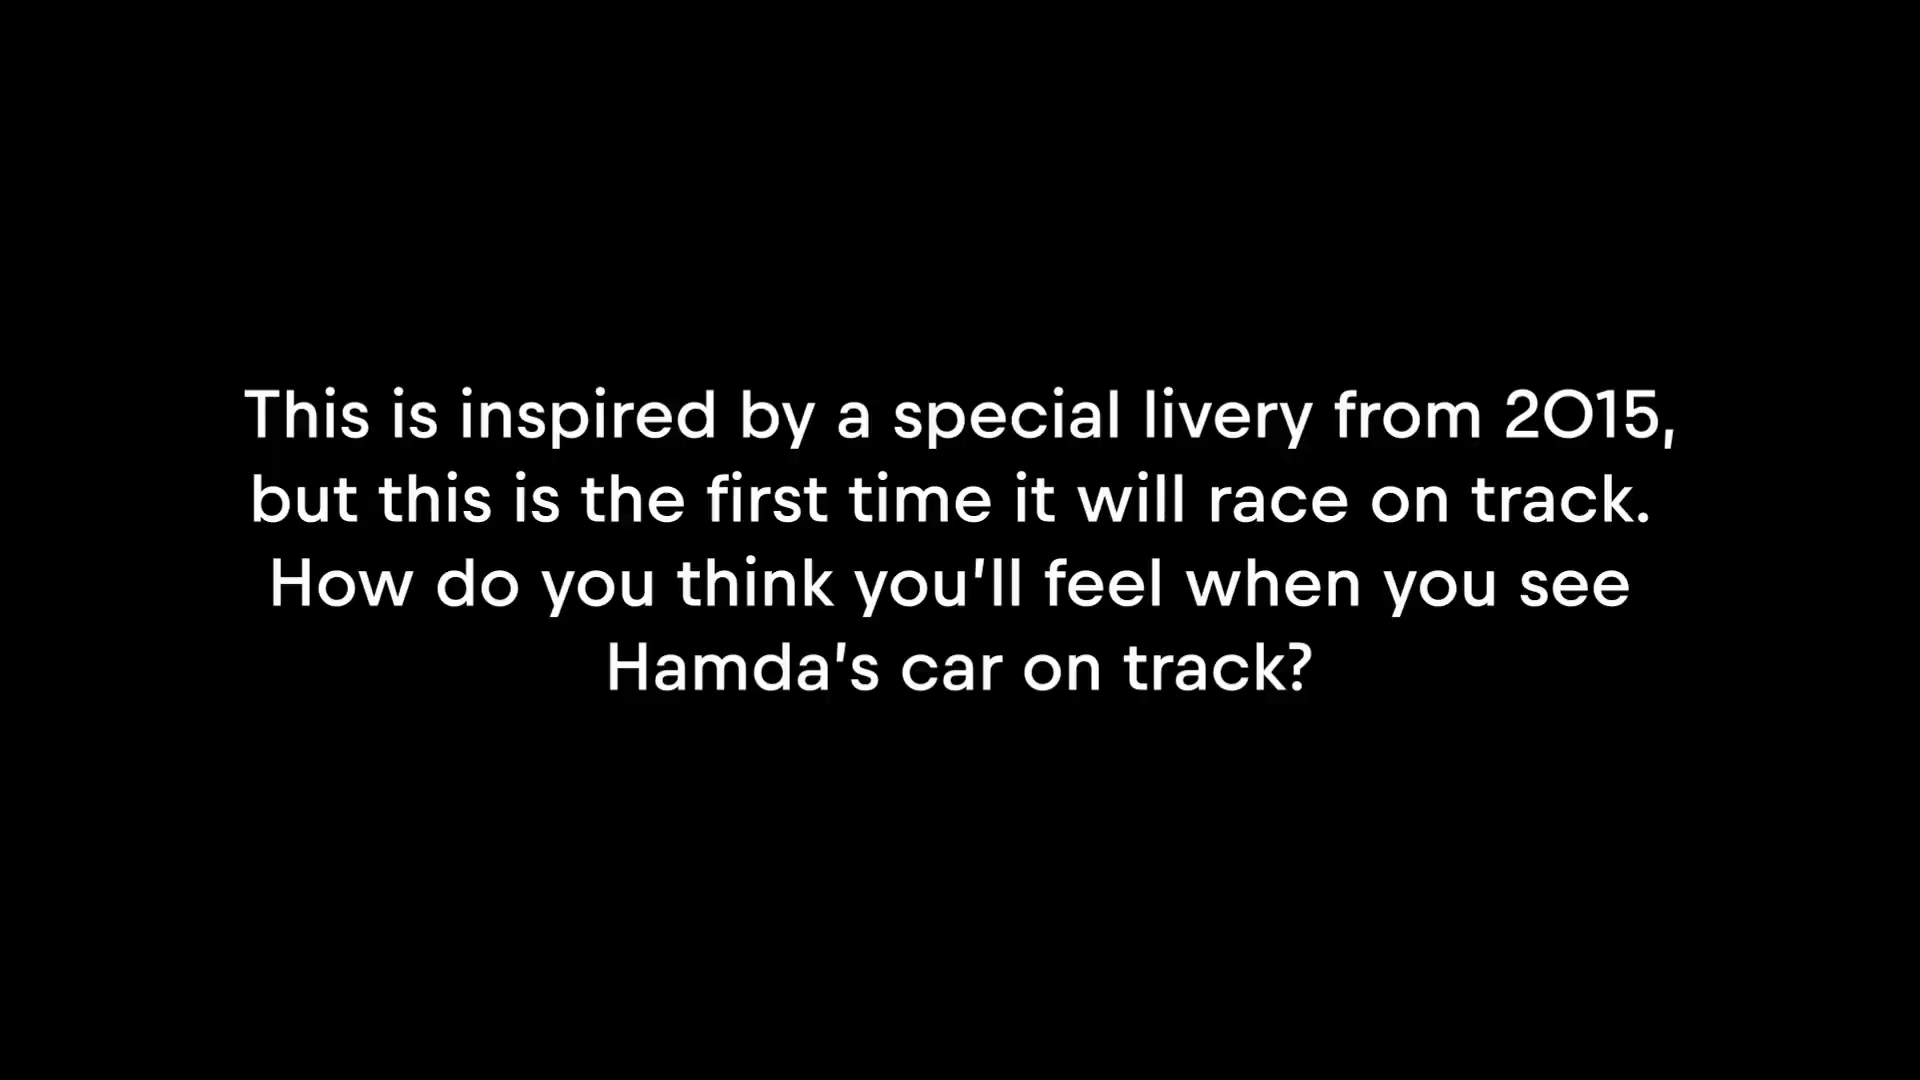 This is inspired by a special livery from 2015,
but this is the first time it will race on track.
How do you think you'll feel when you see
Hamda's car on track?